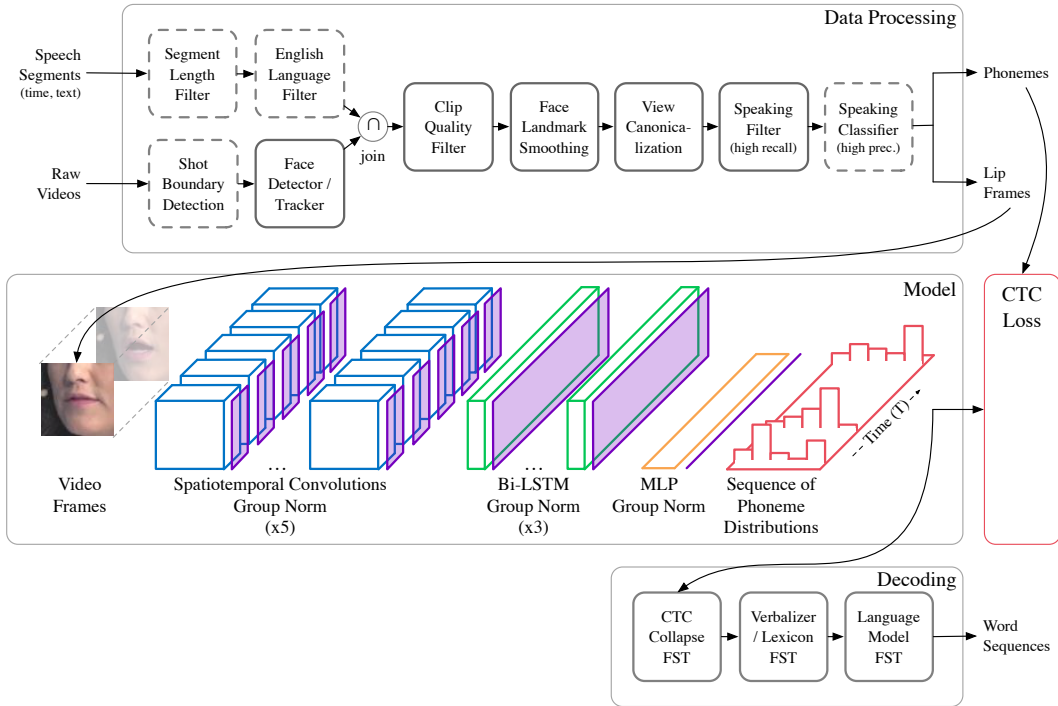 Data Processing
Speech
Segments
(time, text)
Segment
Length
Filter
English
Language
Filter
Raw
Videos
Shot
Boundary
Detection
Face
Detector /
Tracker
∩
join
Clip
Quality
Filter
Face
Landmark
Smoothing
View
Canonica-
lization
Speaking
Filter
(high recall)
Speaking
Classifier
(high prec.)
Phonemes
Lip
Frames
Model
CTC
Loss
Video
Frames
...
Spatiotemporal Convolutions
Group Norm
(x5)
...
Bi-LSTM
Group Norm
(x3)
MLP
Group Norm
Time (T)
Sequence of
Phoneme
Distributions
Decoding
CTC
Collapse
FST
Verbalizer
/ Lexicon
FST
Language
Model
FST
Word
Sequences